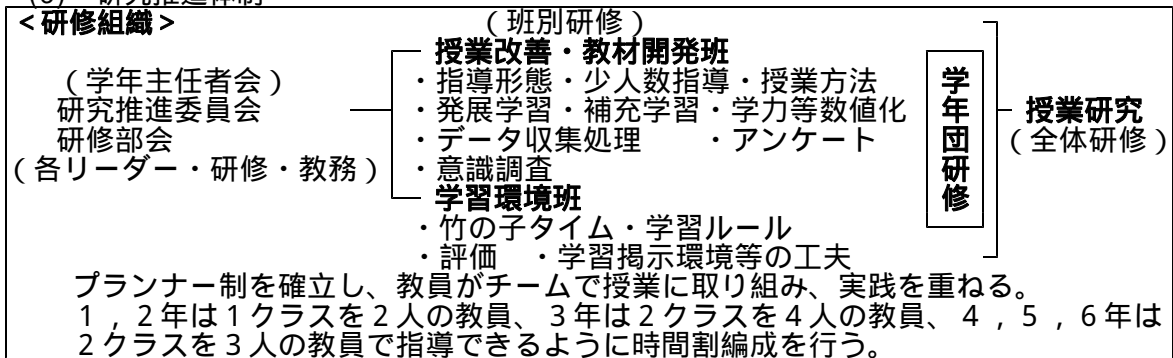 (6) 研究推進体制
<研修組織>
(班別研修)
授業改善・教材開発班
(学年主任者会)
・指導形態・少人数指導・授業方法
研究推進委員会
・発展学習・補充学習・学力等数値化
研修部会
・データ収集処理 ・アンケート
(各リーダー・研修・教務)
・意識調査
学習環境班
・竹の子タイム・学習ルール
・評価 ・学習掲示環境等の工夫
学年団研修
授業研究
(全体研修)
プランナー制を確立し、教員がチームで授業に取り組み、実践を重ねる。
1,2年は1クラスを2人の教員、3年は2クラスを4人の教員、4,5,6年は
2クラスを3人の教員で指導できるように時間割編成を行う。